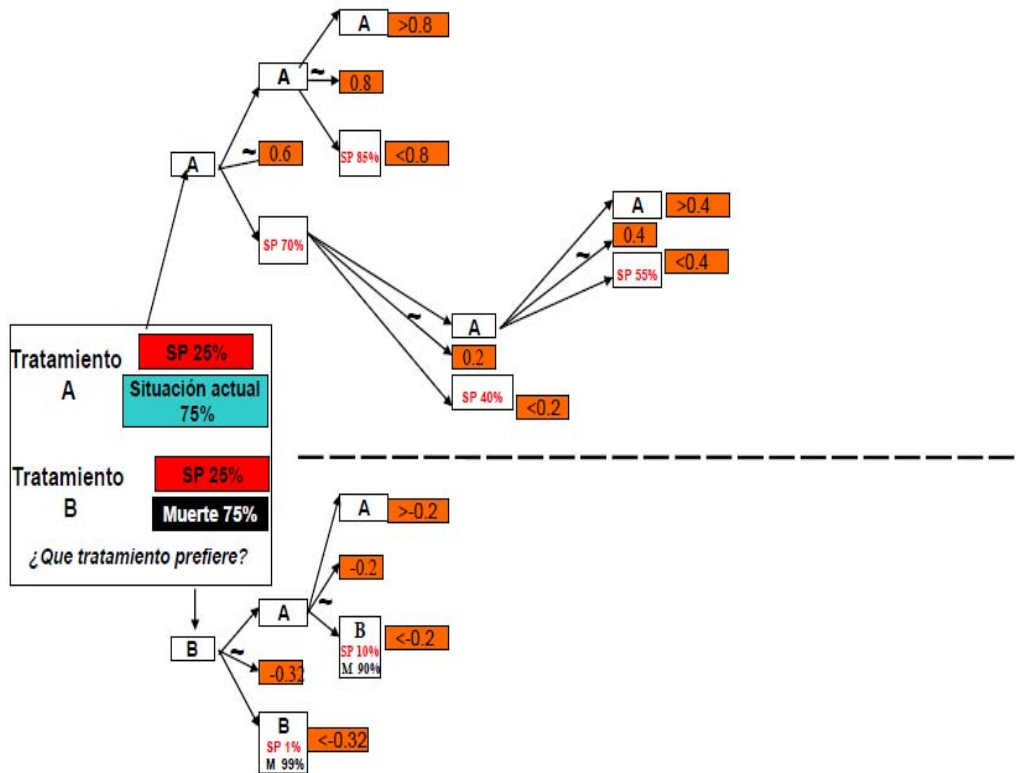 A >0.8
A ~ 0.8
SP 85% <0.8
A ~ 0.6
SP 70%
A >0.4
~ 0.4
SP 55% <0.4
~ A
0.2
SP 40% <0.2
Tratamiento A
SP 25%
Situación actual 75%
Tratamiento B
SP 25%
Muerte 75%
¿Que tratamiento prefiere?
A >-0.2
~ -0.2
A
B
SP 10%
M 90%
<-0.2
B ~ -0.32
B
SP 1%
M 99%
<-0.32